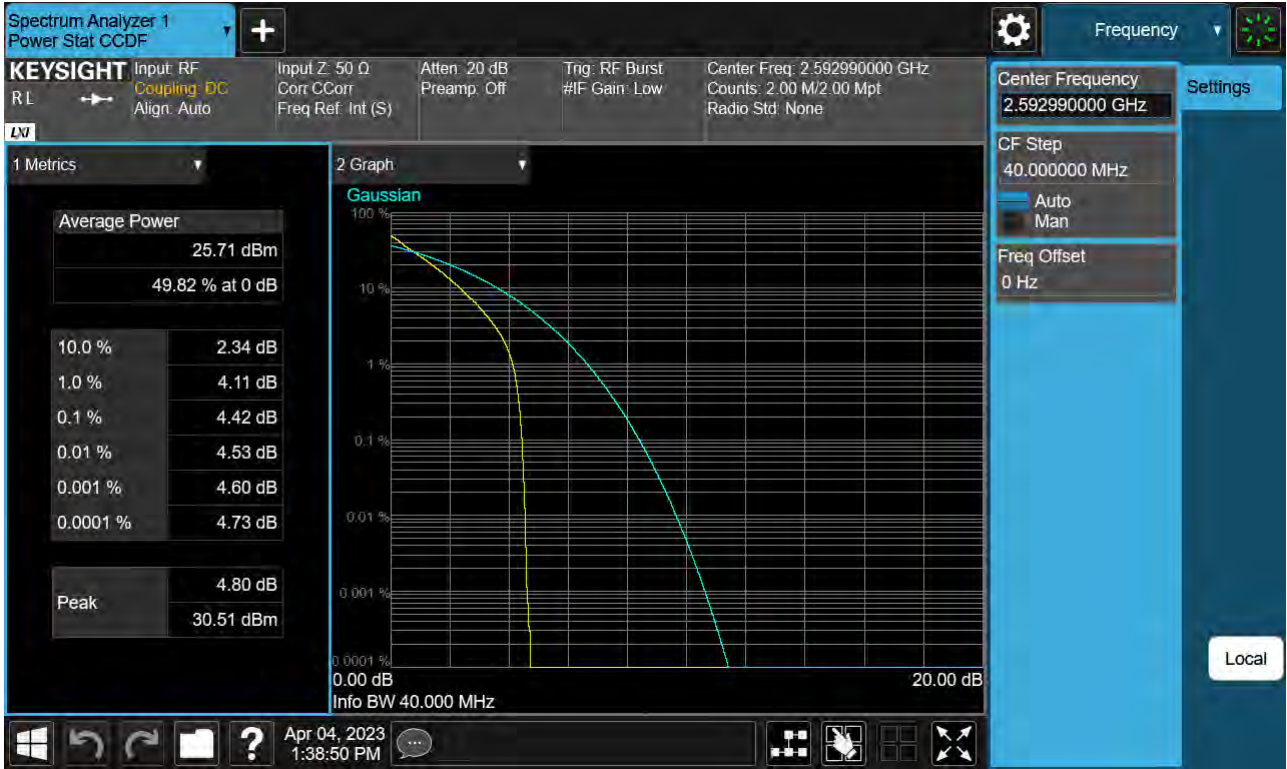 Spectrum Analyzer 1
Power Stat CCDF
Frequency
KEYSIGHT
R L
LXI
Input: RF
Coupling: DC
Align: Auto
Input Z: 50 Ω
Corr CCorr
Freq Ref: Int (S)
Atten: 20 dB
Preamp: Off
Trig: RF Burst
#IF Gain: Low
Center Freq: 2.592990000 GHz
Counts: 2.00 M/2.00 Mpt
Radio Std: None
Center Frequency
2.592990000 GHz
Settings
CF Step
40.000000 MHz
Auto
Man
Freq Offset
0 Hz
1 Metrics
Average Power
25.71 dBm
49.82 % at 0 dB
10.0 % 2.34 dB
1.0 % 4.11 dB
0.1 % 4.42 dB
0.01 % 4.53 dB
0.001 % 4.60 dB
0.0001 % 4.73 dB
Peak 4.80 dB
30.51 dBm
2 Graph
Gaussian
100 %
10 %
1 %
0.1 %
0.01 %
0.001 %
0.0001 %
0.00 dB 20.00 dB
Info BW 40.000 MHz
Local
?
Apr 04, 2023
1:38:50 PM